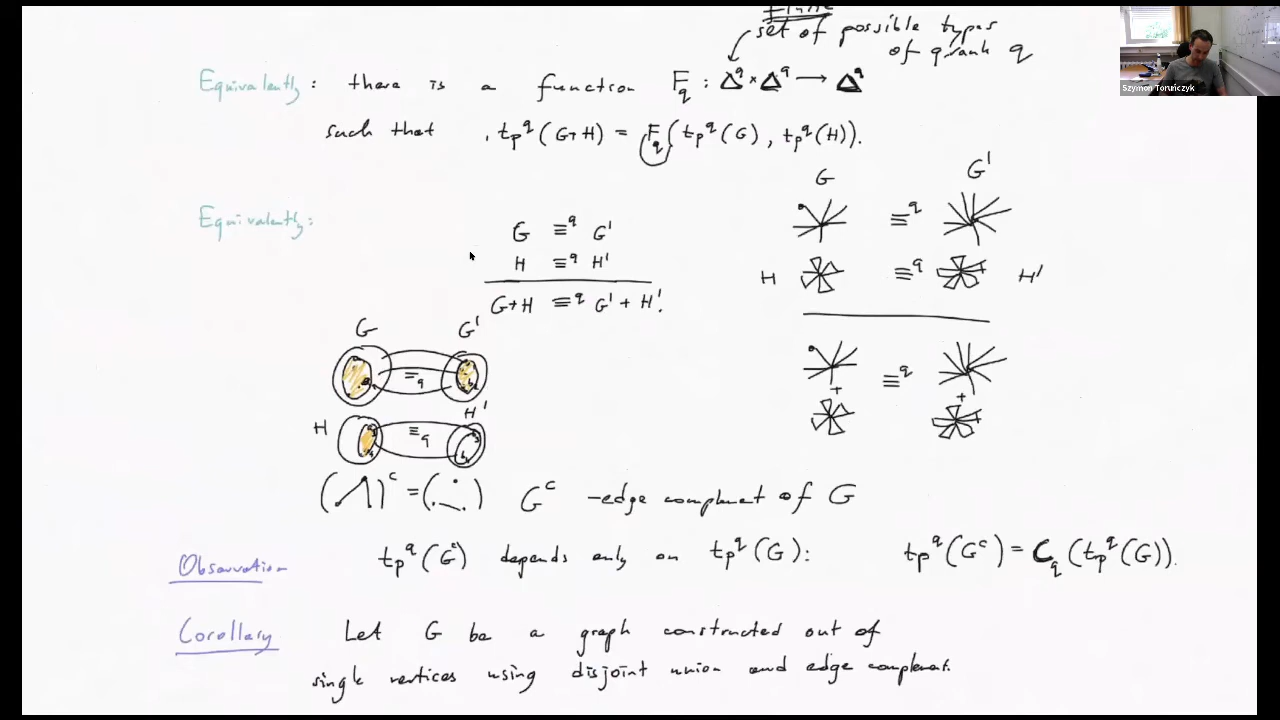 finite
set of possible types
of q.rank q
Szymon Toruńczyk
Equivalently: there is a function F_q : Δ^q × Δ^q → Δ^q
such that tp^q(G+H) = F_q(tp^q(G), tp^q(H)).
Equivalently:
G ≡^q G'
H ≡^q H'
G+H ≡^q G'+H'.
G G'
≡^q
H ≡^q H'
+ ≡^q +
G G'
≡_q
H H'
≡_q
( )^c = ( ) G^c -edge complemat of G
Observation tp^q(G^c) depends only on tp^q(G): tp^q(G^c) = C_q(tp^q(G)).
Corollary Let G be a graph constructed out of
single vertices using disjoint union and edge complemat.